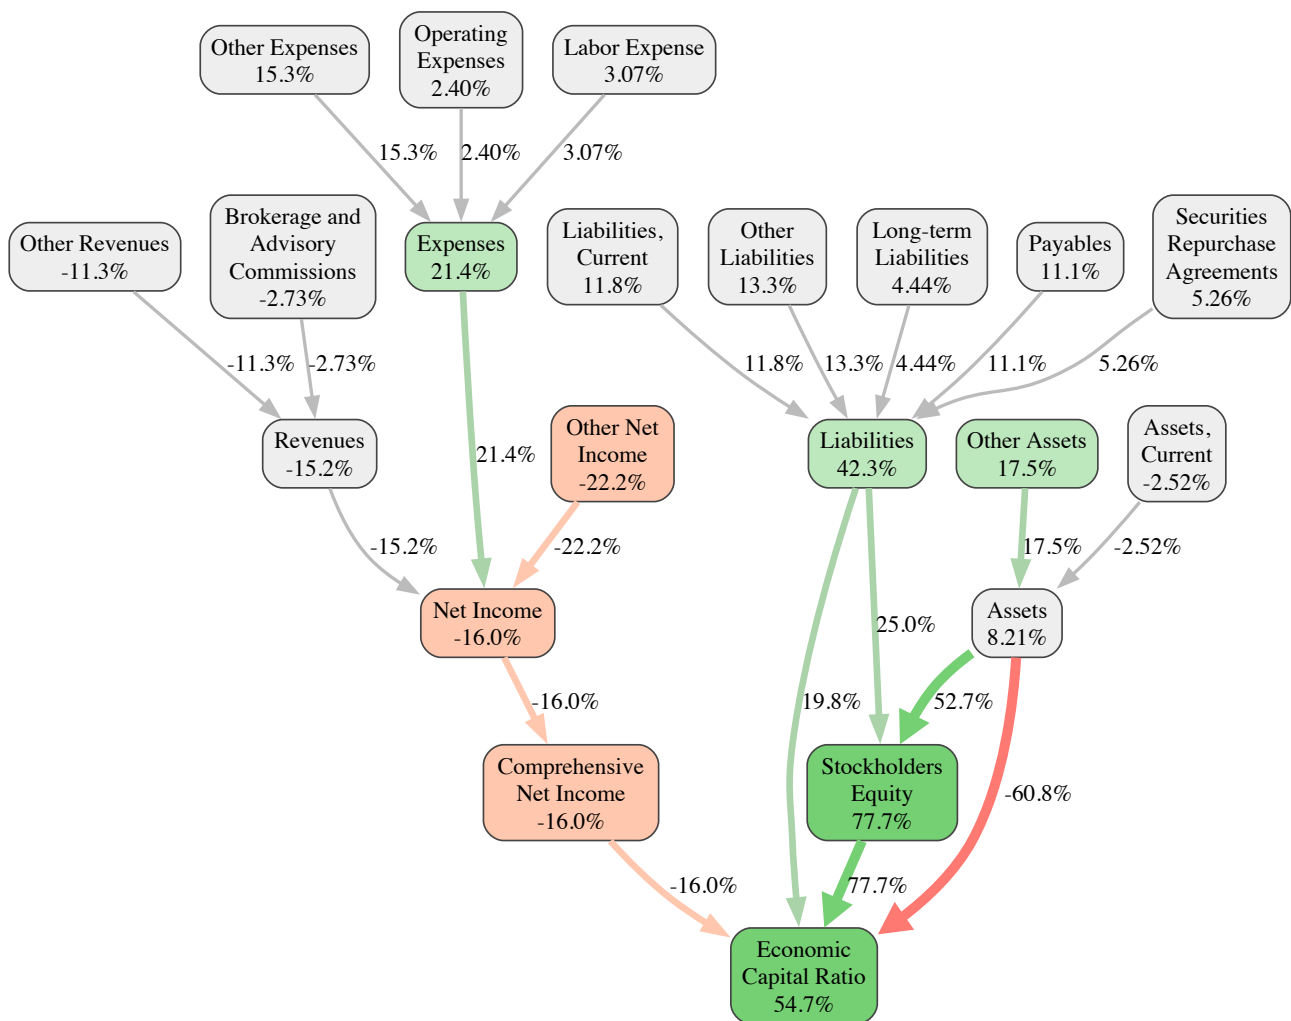 Other Expenses
15.3%
Operating
Expenses
2.40%
Labor Expense
3.07%
15.3%
2.40%
3.07%
Other Revenues
-11.3%
Brokerage and
Advisory
Commissions
-2.73%
Expenses
21.4%
Liabilities,
Current
11.8%
Other
Liabilities
13.3%
Long-term
Liabilities
4.44%
Payables
11.1%
Securities
Repurchase
Agreements
5.26%
-11.3%
-2.73%
11.8%
13.3%
4.44%
11.1%
5.26%
Revenues
-15.2%
21.4%
Other Net
Income
-22.2%
Liabilities
42.3%
Other Assets
17.5%
Assets,
Current
-2.52%
-15.2%
-22.2%
17.5%
-2.52%
Net Income
-16.0%
25.0%
Assets
8.21%
-16.0%
19.8%
52.7%
Comprehensive
Net Income
-16.0%
Stockholders
Equity
77.7%
-60.8%
-16.0%
77.7%
Economic
Capital Ratio
54.7%